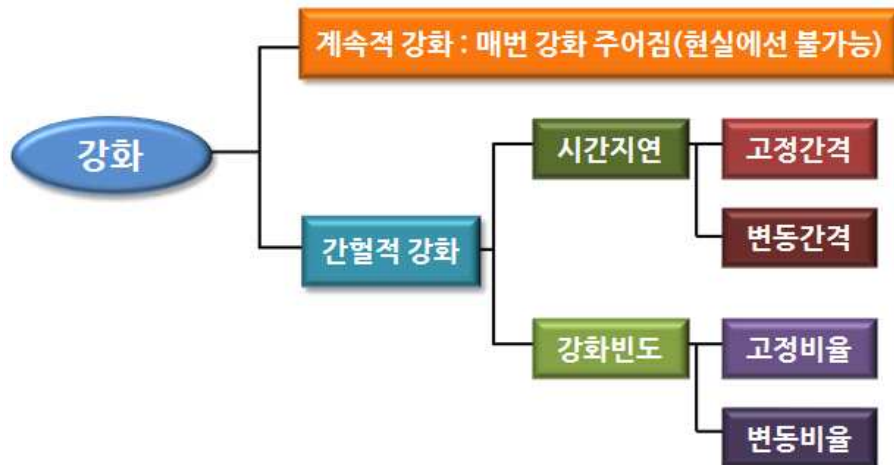 계속적 강화 : 매번 강화 주어짐(현실에선 불가능)
강화
시간지연
고정간격
간헐적 강화
변동간격
강화빈도
고정비율
변동비율